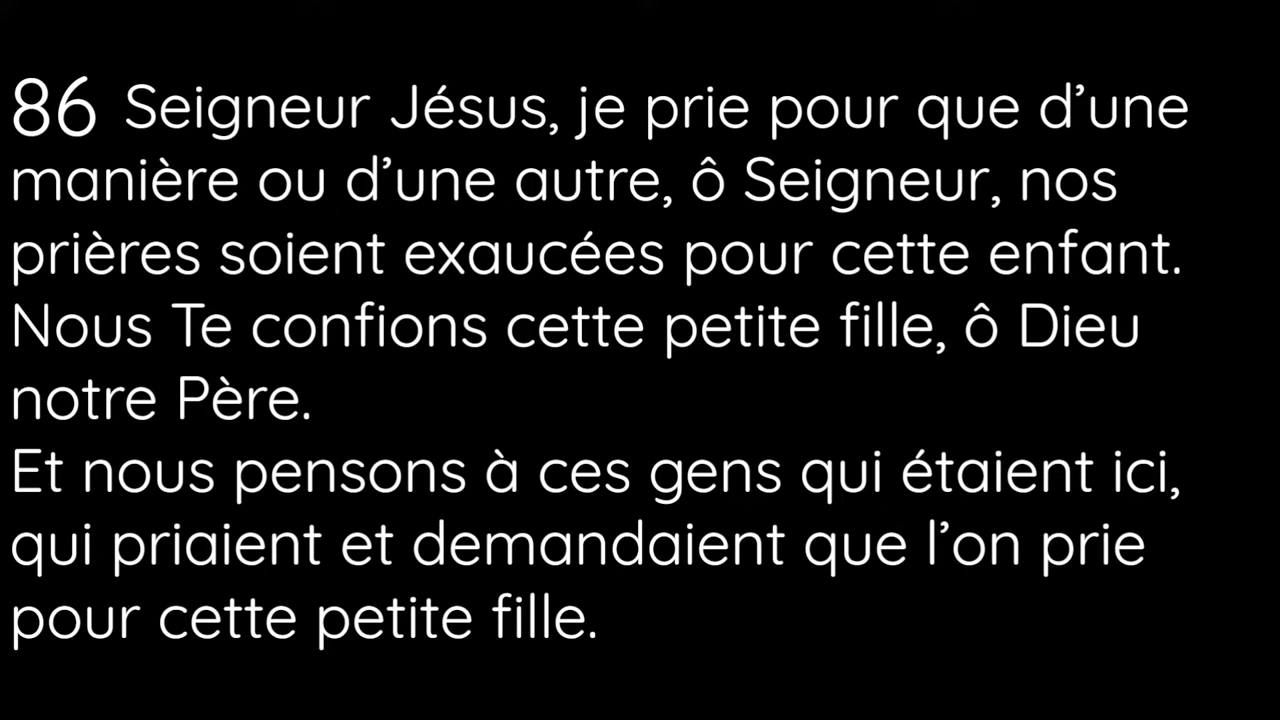 86 Seigneur Jésus, je prie pour que d’une
manière ou d’une autre, ô Seigneur, nos
prières soient exaucées pour cette enfant.
Nous Te confions cette petite fille, ô Dieu
notre Père.
Et nous pensons à ces gens qui étaient ici,
qui priaient et demandaient que l’on prie
pour cette petite fille.